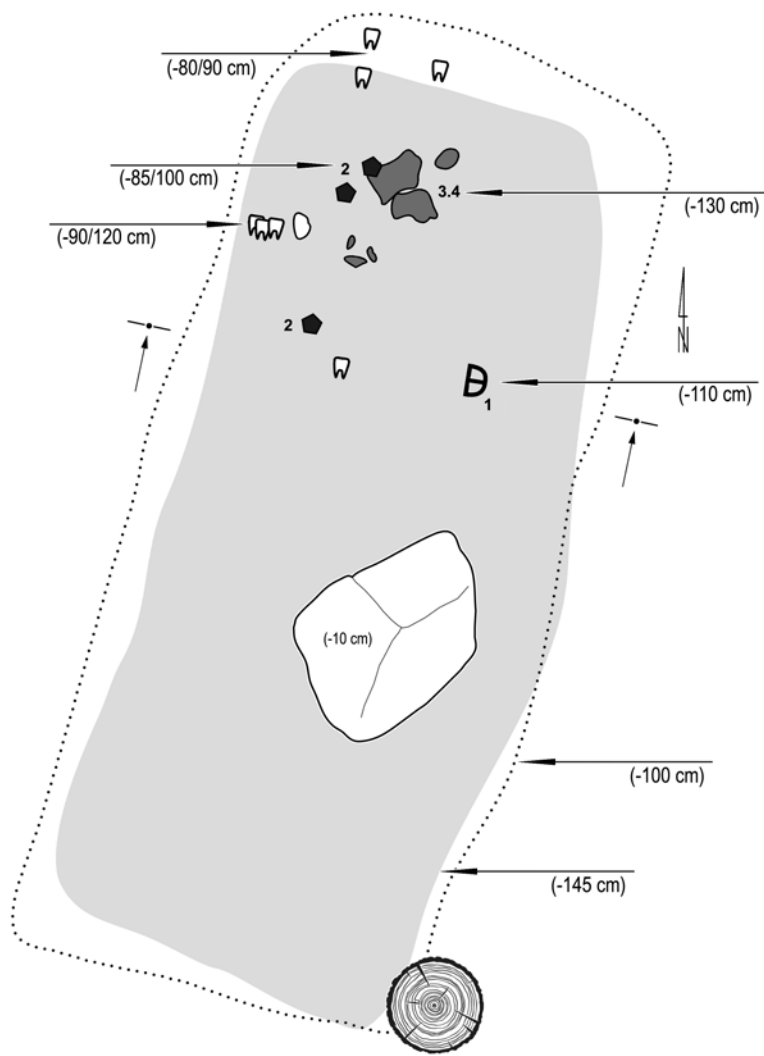 (-80/90 cm)
2
(-85/100 cm)
3.4
(-130 cm)
(-90/120 cm)
N
2
1
(-110 cm)
(-10 cm)
(-100 cm)
(-145 cm)